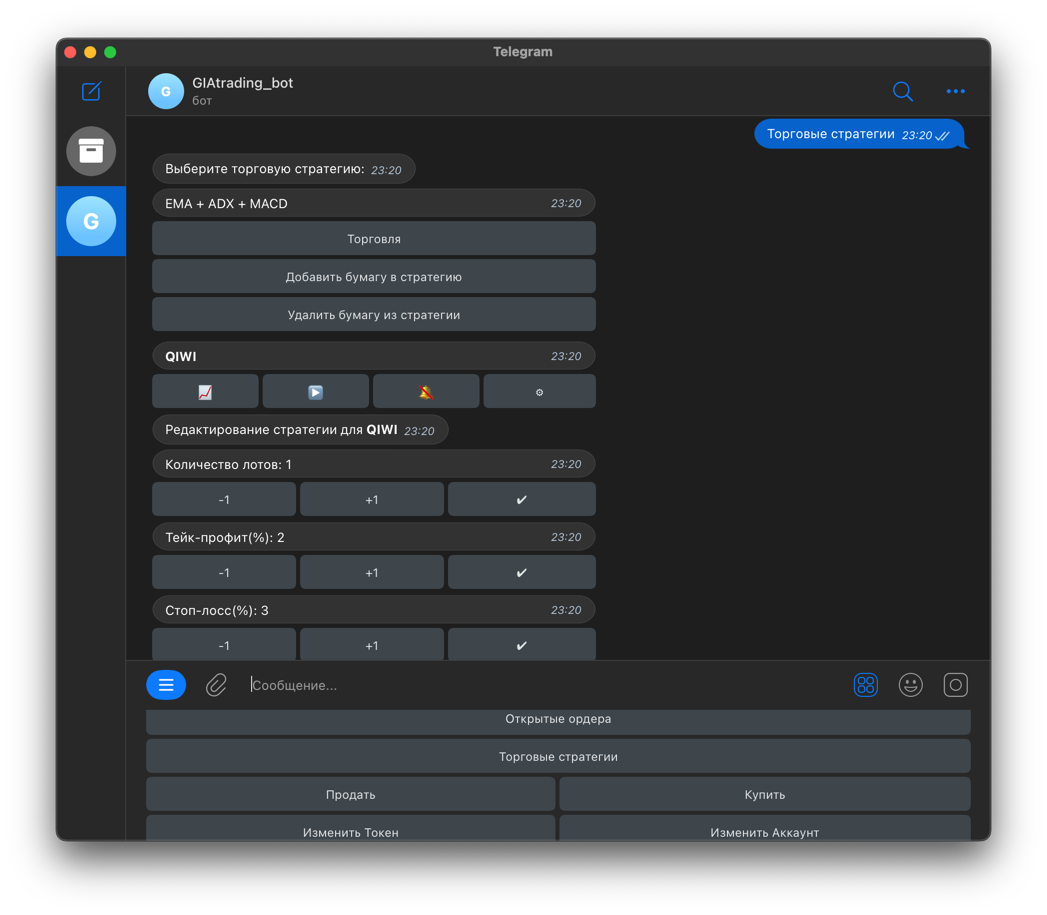 Telegram
G
GIAtrading_bot
бот
G
Торговые стратегии 23:20
Выберите торговую стратегию: 23:20
EMA + ADX + MACD 23:20
Торговля
Добавить бумагу в стратегию
Удалить бумагу из стратегии
QIWI 23:20
Редактирование стратегии для QIWI 23:20
Количество лотов: 1 23:20
-1 +1 ✔
Тейк-профит(%): 2 23:20
-1 +1 ✔
Стоп-лосс(%): 3 23:20
-1 +1 ✔
Сообщение...
Открытые ордера
Торговые стратегии
Продать Купить
Изменить Токен Изменить Аккаунт